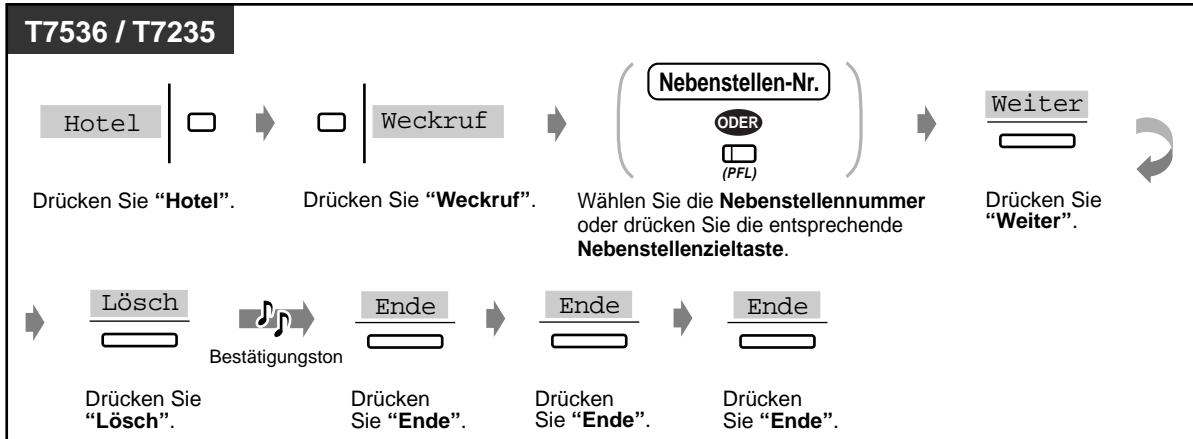 T7536 / T7235
Hotel
Drücken Sie “Hotel”.
Weckruf
Drücken Sie “Weckruf”.
Nebenstellen-Nr.
ODER
(PFL)
Wählen Sie die Nebenstellennummer
oder drücken Sie die entsprechende
Nebenstellenzieltaste.
Weiter
Drücken Sie
“Weiter”.
Lösch
Drücken Sie
“Lösch”.
Bestätigungston
Ende
Drücken
Sie “Ende”.
Ende
Drücken
Sie “Ende”.
Ende
Drücken
Sie “Ende”.